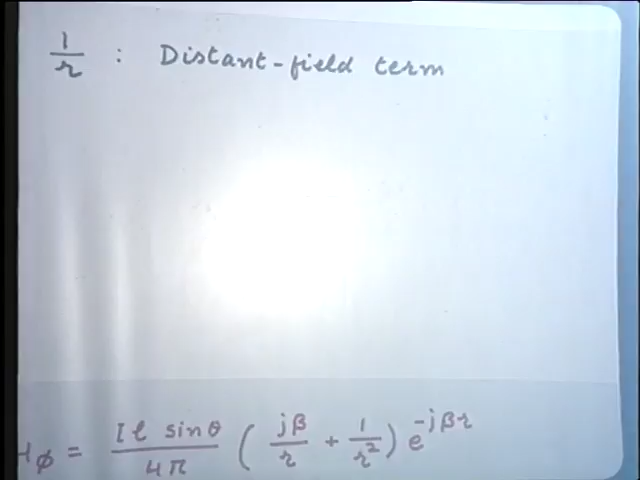 1/r : Distant-field term
Hφ = Il sinθ/4π (jβ/r + 1/r²) e^-jβr